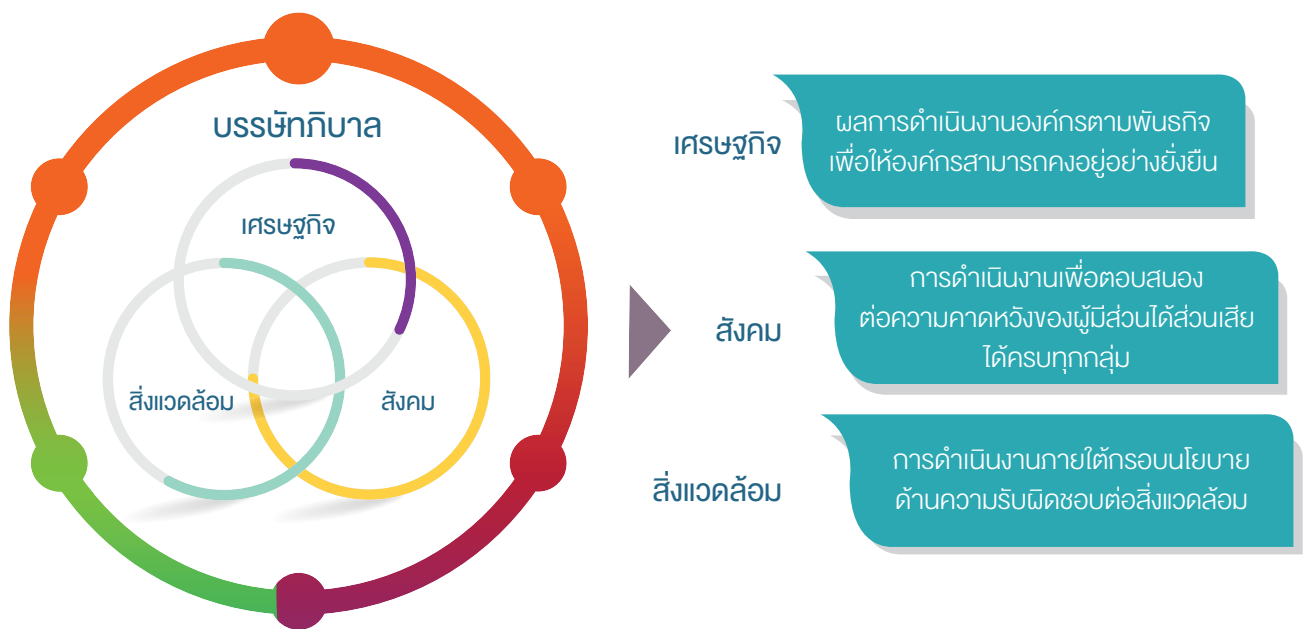 บรรษัทภิบาล
เศรษฐกิจ
สิ่งแวดล้อม
สังคม
เศรษฐกิจ
ผลการดำเนินงานองค์กรตามพันธกิจ
เพื่อให้องค์กรสามารถคงอยู่อย่างยั่งยืน
สังคม
การดำเนินงานเพื่อตอบสนอง
ต่อความคาดหวังของผู้มีส่วนได้ส่วนเสีย
ได้ครบทุกกลุ่ม
สิ่งแวดล้อม
การดำเนินงานภายใต้กรอบนโยบาย
ด้านความรับผิดชอบต่อสิ่งแวดล้อม